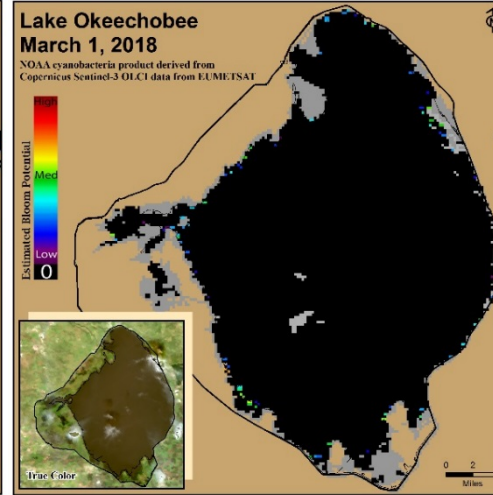 Lake Okeechobee
March 1, 2018
NOAA cyanobacteria product derived from
Copernicus Sentinel-3 OLCI data from EUMETSAT
High
Med
Low
0
Estimated Bloom Potential
True Color
0 2
Miles